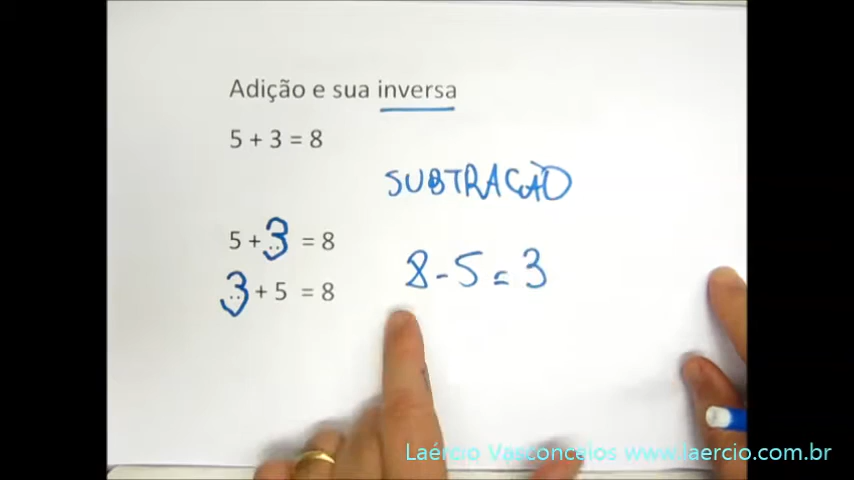 Adição e sua inversa
5 + 3 = 8
SUBTRAÇÃO
5 + 3 = 8
8 - 5 = 3
3 + 5 = 8
Laércio Vasconcelos www.laercio.com.br